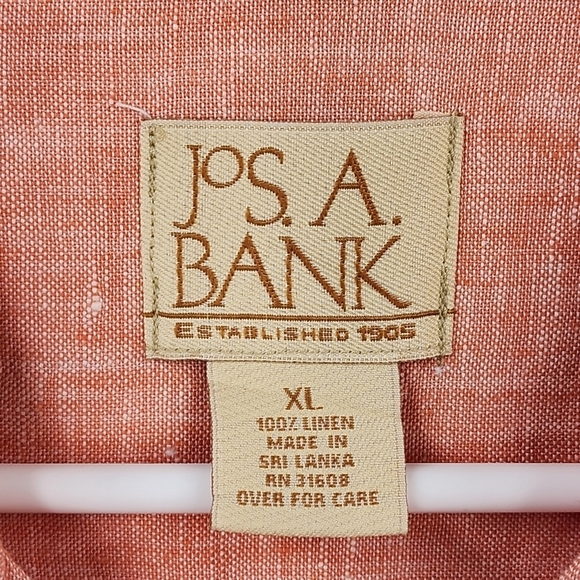 JoS. A.
BANK
ESTABLISHED 1905
XL
100% LINEN
MADE IN
SRI LANKA
RN 31608
OVER FOR CARE